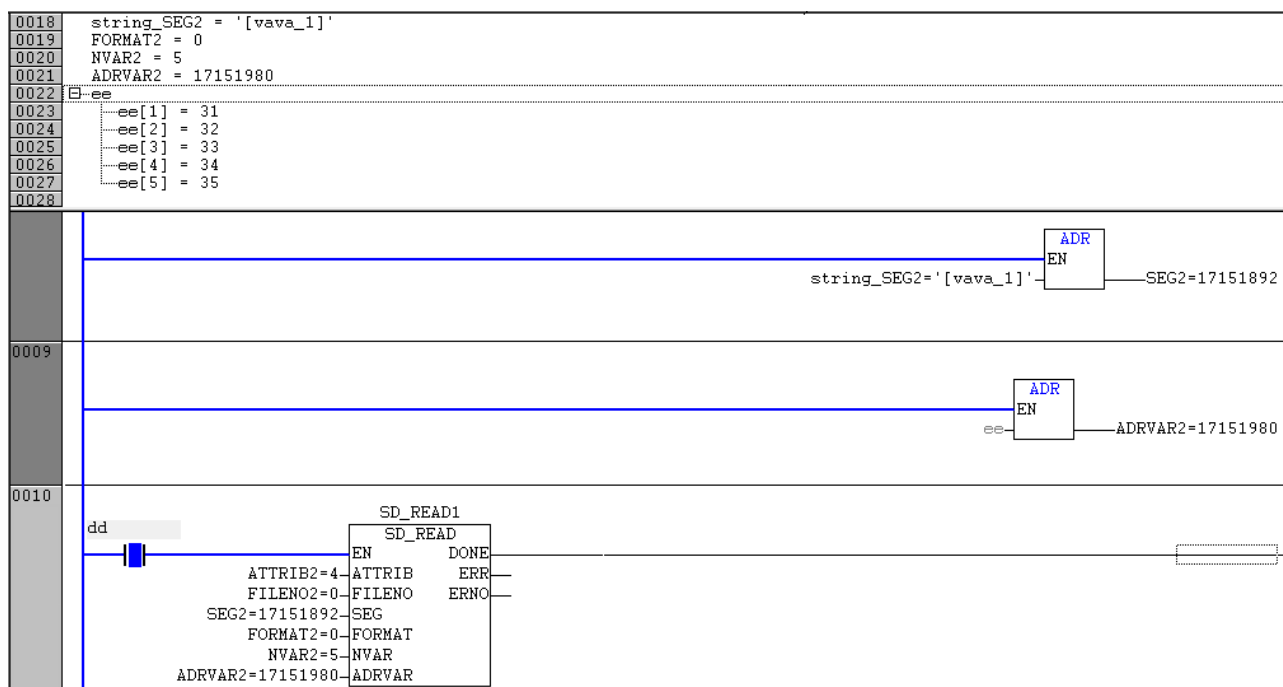 0018 string_SEG2 = '[vava_1]'
0019 FORMAT2 = 0
0020 NVAR2 = 5
0021 ADRVAR2 = 17151980
0022 ee
0023 ee[1] = 31
0024 ee[2] = 32
0025 ee[3] = 33
0026 ee[4] = 34
0027 ee[5] = 35
0028
ADR
EN
string_SEG2='[vava_1]' SEG2=17151892
0009
ADR
EN
ee ADRVAR2=17151980
0010
SD_READ1
dd SD_READ
EN DONE
ATTRIB2=4 ATTRIB ERR
FILENO2=0 FILENO ERNO
SEG2=17151892 SEG
FORMAT2=0 FORMAT
NVAR2=5 NVAR
ADRVAR2=17151980 ADRVAR